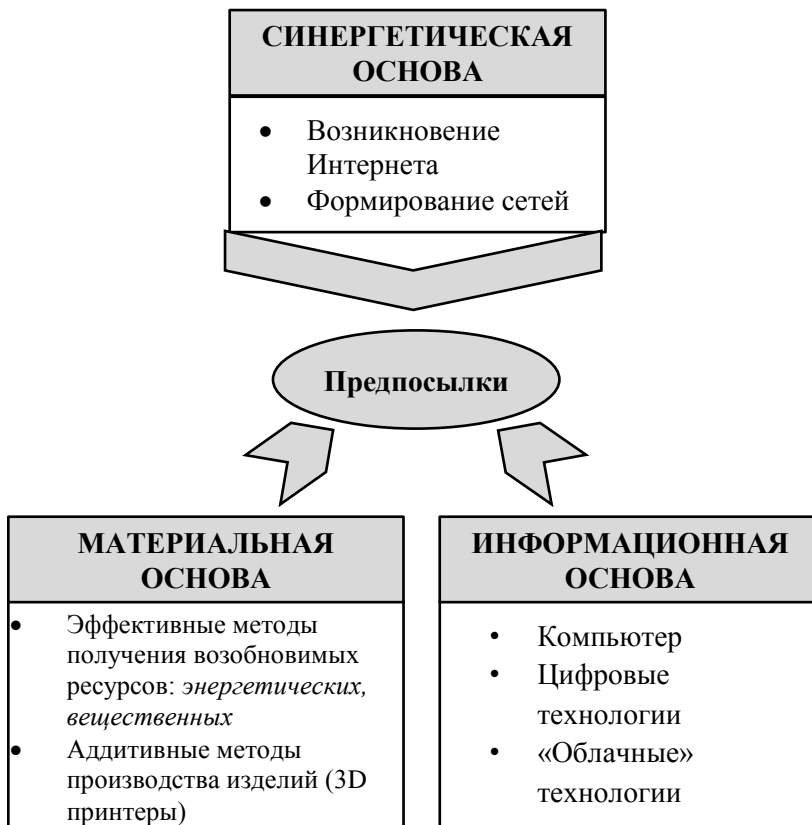 СИНЕРГЕТИЧЕСКАЯ
ОСНОВА
• Возникновение
Интернета
• Формирование сетей
Предпосылки
МАТЕРИАЛЬНАЯ
ОСНОВА
• Эффективные методы
получения возобновимых
ресурсов: энергетических,
вещественных
• Аддитивные методы
производства изделий (3D
принтеры)
ИНФОРМАЦИОННАЯ
ОСНОВА
• Компьютер
• Цифровые
технологии
• «Облачные»
технологии